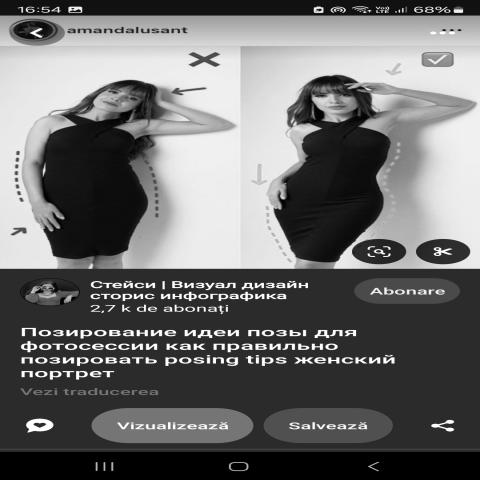 16:54
68%
amandalusant
Стейси | Визуал дизайн
сторис инфографика
2,7 k de abonați
Abonare
Позирование идеи позы для
фотосессии как правильно
позировать posing tips женский
портрет
Vezi traducerea
Vizualizează
Salvează